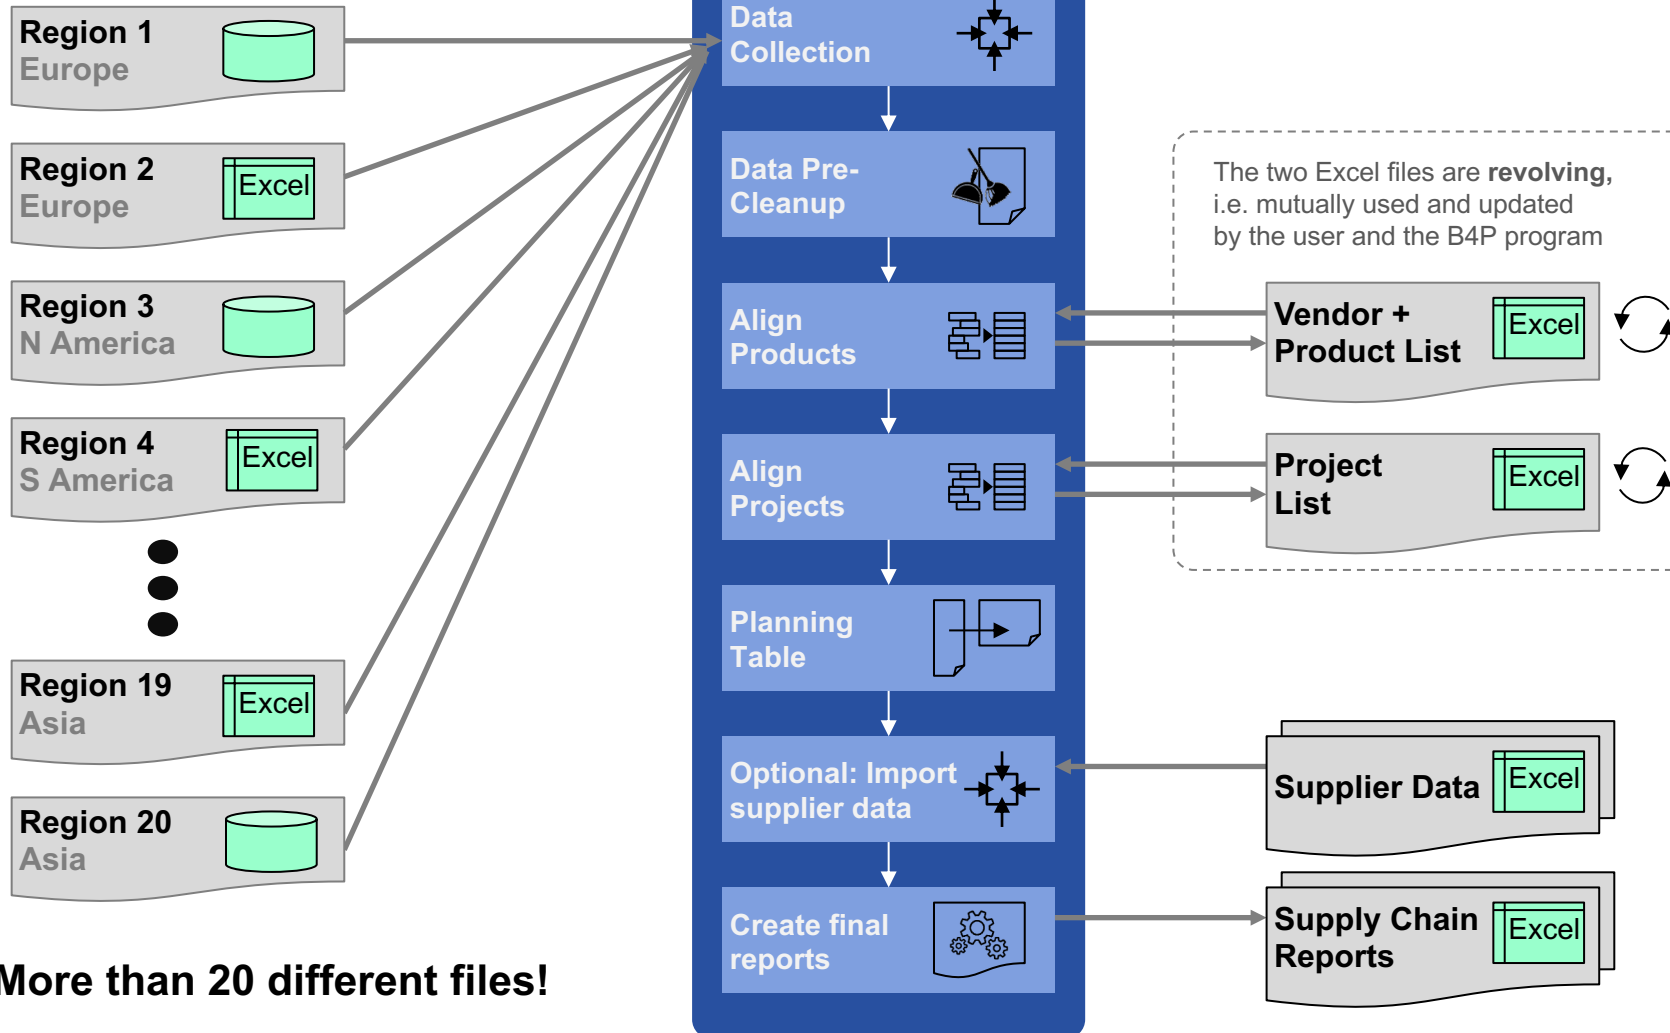 Region 1
Europe
Region 2
Europe
Excel
Region 3
N America
Region 4
S America
Excel
Region 19
Asia
Excel
Region 20
Asia
More than 20 different files!
Data
Collection
Data Pre-
Cleanup
Align
Products
Align
Projects
Planning
Table
Optional: Import
supplier data
Create final
reports
The two Excel files are revolving,
i.e. mutually used and updated
by the user and the B4P program
Vendor +
Product List
Excel
Project
List
Excel
Supplier Data
Excel
Supply Chain
Reports
Excel